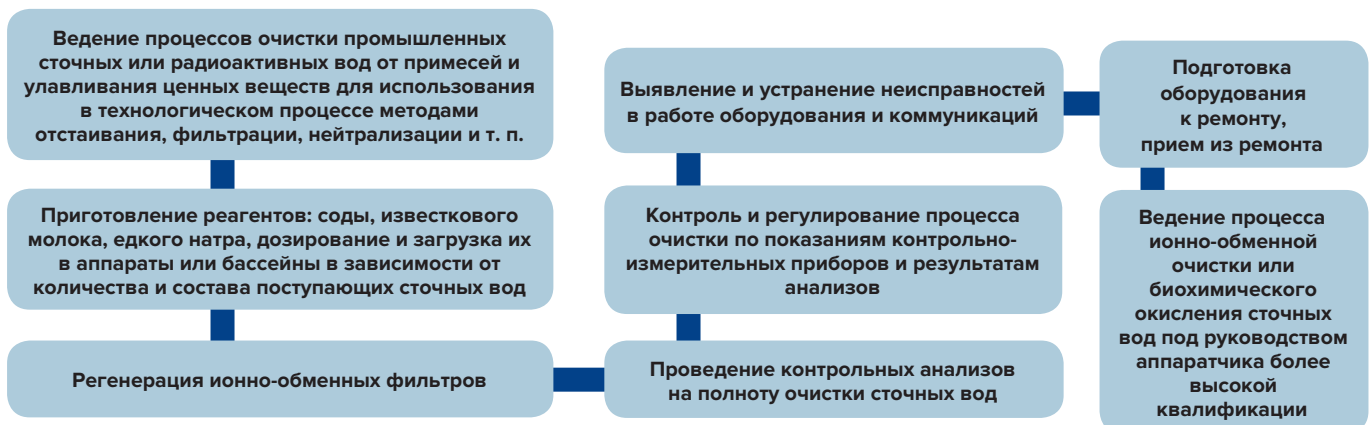 Ведение процессов очистки промышленных
сточных или радиоактивных вод от примесей и
улавливания ценных веществ для использования
в технологическом процессе методами
отстаивания, фильтрации, нейтрализации и т. п.
Приготовление реагентов: соды, известкового
молока, едкого натра, дозирование и загрузка их
в аппараты или бассейны в зависимости от
количества и состава поступающих сточных вод
Регенерация ионно-обменных фильтров
Проведение контрольных анализов
на полноту очистки сточных вод
Контроль и регулирование процесса
очистки по показаниям контрольно-
измерительных приборов и результатам
анализов
Выявление и устранение неисправностей
в работе оборудования и коммуникаций
Подготовка
оборудования
к ремонту,
прием из ремонта
Ведение процесса
ионно-обменной
очистки или
биохимического
окисления сточных
вод под руководством
аппаратчика более
высокой
квалификации